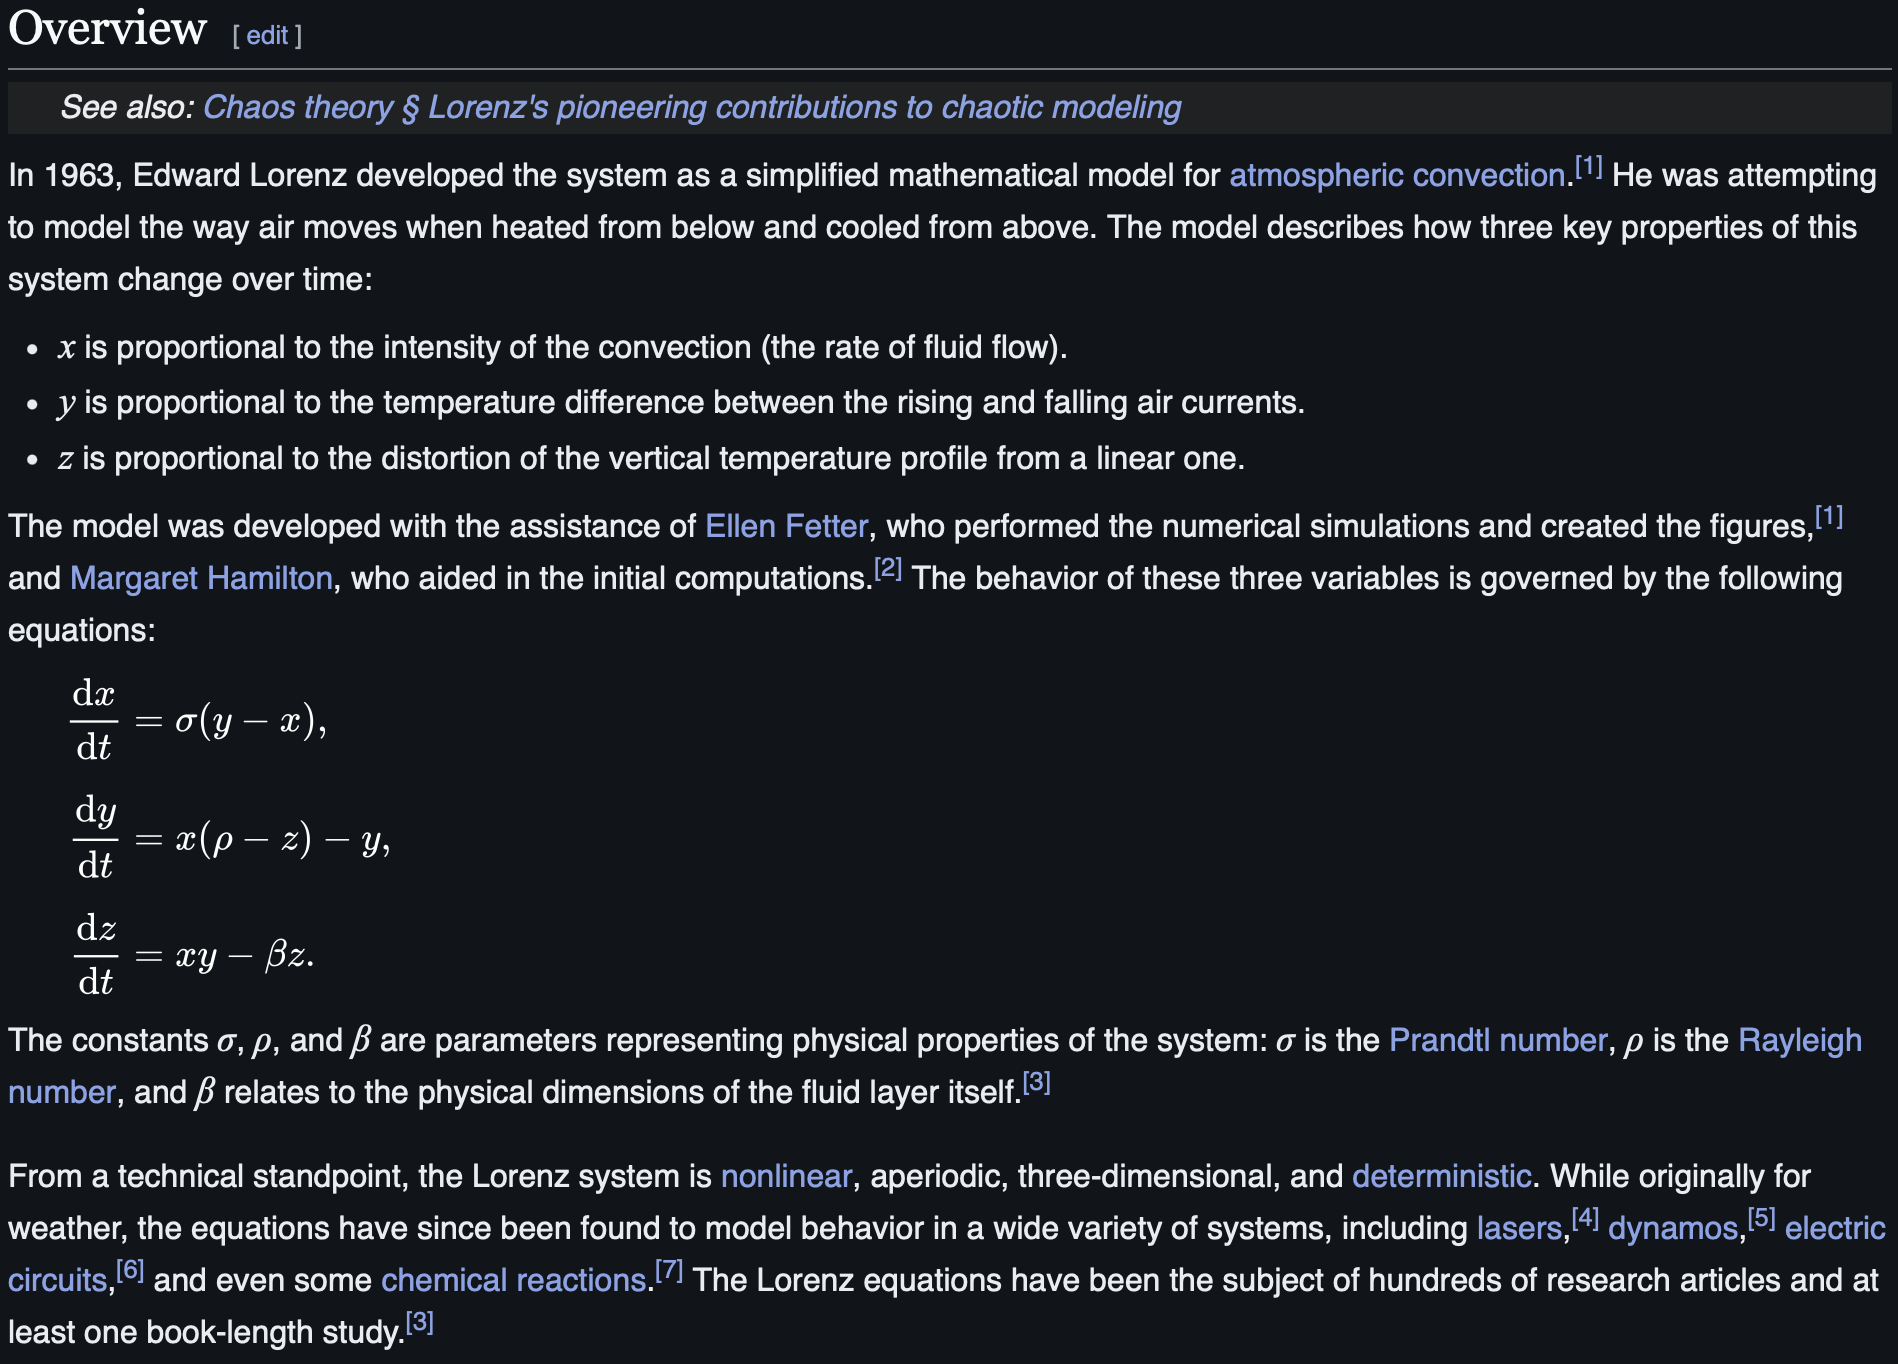 Overview [ edit ]
See also: Chaos theory § Lorenz's pioneering contributions to chaotic modeling
In 1963, Edward Lorenz developed the system as a simplified mathematical model for atmospheric convection.[1] He was attempting
to model the way air moves when heated from below and cooled from above. The model describes how three key properties of this
system change over time:
• x is proportional to the intensity of the convection (the rate of fluid flow).
• y is proportional to the temperature difference between the rising and falling air currents.
• z is proportional to the distortion of the vertical temperature profile from a linear one.
The model was developed with the assistance of Ellen Fetter, who performed the numerical simulations and created the figures,[1]
and Margaret Hamilton, who aided in the initial computations.[2] The behavior of these three variables is governed by the following
equations:
dx/dt = σ(y − x),
dy/dt = x(ρ − z) − y,
dz/dt = xy − βz.
The constants σ, ρ, and β are parameters representing physical properties of the system: σ is the Prandtl number, ρ is the Rayleigh
number, and β relates to the physical dimensions of the fluid layer itself.[3]
From a technical standpoint, the Lorenz system is nonlinear, aperiodic, three-dimensional, and deterministic. While originally for
weather, the equations have since been found to model behavior in a wide variety of systems, including lasers,[4] dynamos,[5] electric
circuits,[6] and even some chemical reactions.[7] The Lorenz equations have been the subject of hundreds of research articles and at
least one book-length study.[3]